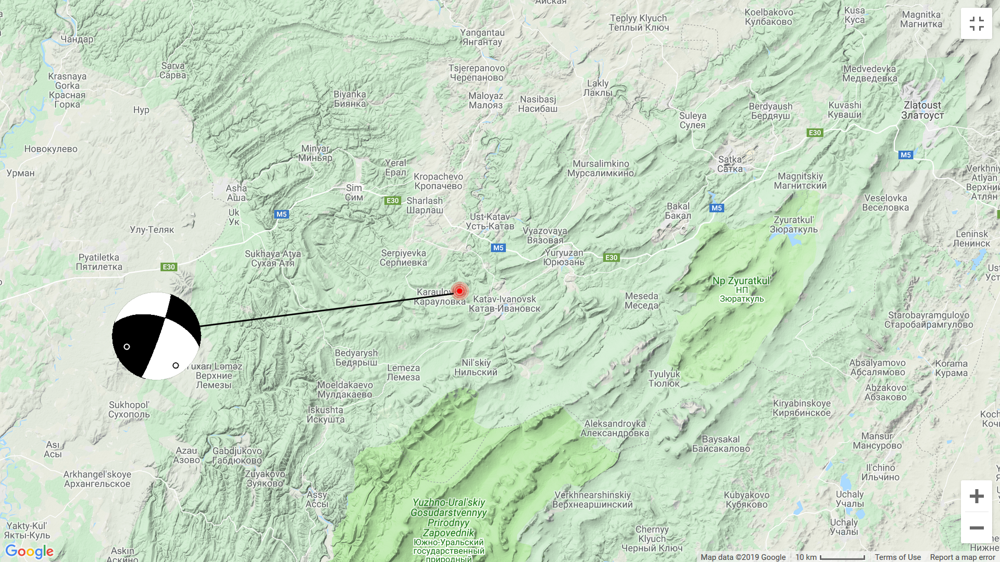 Айская
Teplyy Klyuch
Теплый Ключ
Koelbakovo
Кулбаково
Kusa
Куса
Magnitka
Магнитка
Чандар
Yangantau
Янгантау
Sarva
Сарва
Tsjerepanovo
Черепаново
Medvedevka
Медведевка
Krasnaya
Gorka
Красная
Горка
Lakly
Лаклы
Biyanka
Биянка
Maloyaz
Малояз
Nasibasj
Насибаш
Нур
Suleya
Сулея
Berdyaush
Бердяуш
Kuvashi
Куваши
Zlatoust
Златоуст
E30
Новокулево
Minyar
Миньяр
M5
Урман
Yeral
Ерал
Mursalimkino
Мурсалимкино
Satka
Сатка
Kropachevo
Кропачево
Magnitskiy
Магнитский
Atlyan
Верхний
Атлян
Asha
Аша
Sim
Сим
E30
Sharlash
Шарлаш
Veselovka
Веселовка
Uk
Ук
M5
Ust-Katav
Усть-Катав
Bakal
Бакал
M5
Zyuratkul'
Зюраткуль
Улу-Теляк
Vyazovaya
Вязовая
Leninsk
Ленинск
M5
Pyatiletka
Пятилетка
E30
Sukhaya Atya
Сухая Атя
Serpiyevka
Серпиевка
Yuryuzan
Юрюзань
E30
Np Zyuratkul'
НП
Зюраткуль
Карауловка
Katav-Ivanovsk
Катав-Ивановск
Meseda
Меседа
Starobayramgulovo
Старобайрамгулово
Bedyarysh
Бедярыш
Nil'skiy
Нильский
Lemeza
Лемеза
Верхние
Лемезы
Absalyamovo
Абсалямово
Korama
Курама
Tyulyuk
Тюлюк
Moeldakaevo
Мулдакаево
Abzakovo
Абзаково
Sukhopol'
Сухополь
Iskushta
Искушта
Kiryabinskoye
Кирябинское
Aleksandrovka
Александровка
Baysakal
Байсакалово
Mansur
Мансурово
Ası
Асы
Azau
Азово
Gabdjukovo
Габдюково
Arkhangel'skoye
Архангельское
Zuyakovo
Зуяково
Il'chino
Ильчино
Assy
Ассы
Verkhnearshinskiy
Верхнеаршинский
Kubyakovo
Кубяково
Uchaly
Учалы
Yuzhno-Ural'skiy
Gosudarstvennyy
Prirodnyy
Zapovednik
Южно-Уральский
государственный
природный
Yakty-Kul'
Якты-Куль
Chernyy
Klyuch
Черный Ключ
Uchaly
Учалы
Askın
Аскино
Google
Map data ©2019 Google
10 km
Terms of Use
Report a map error